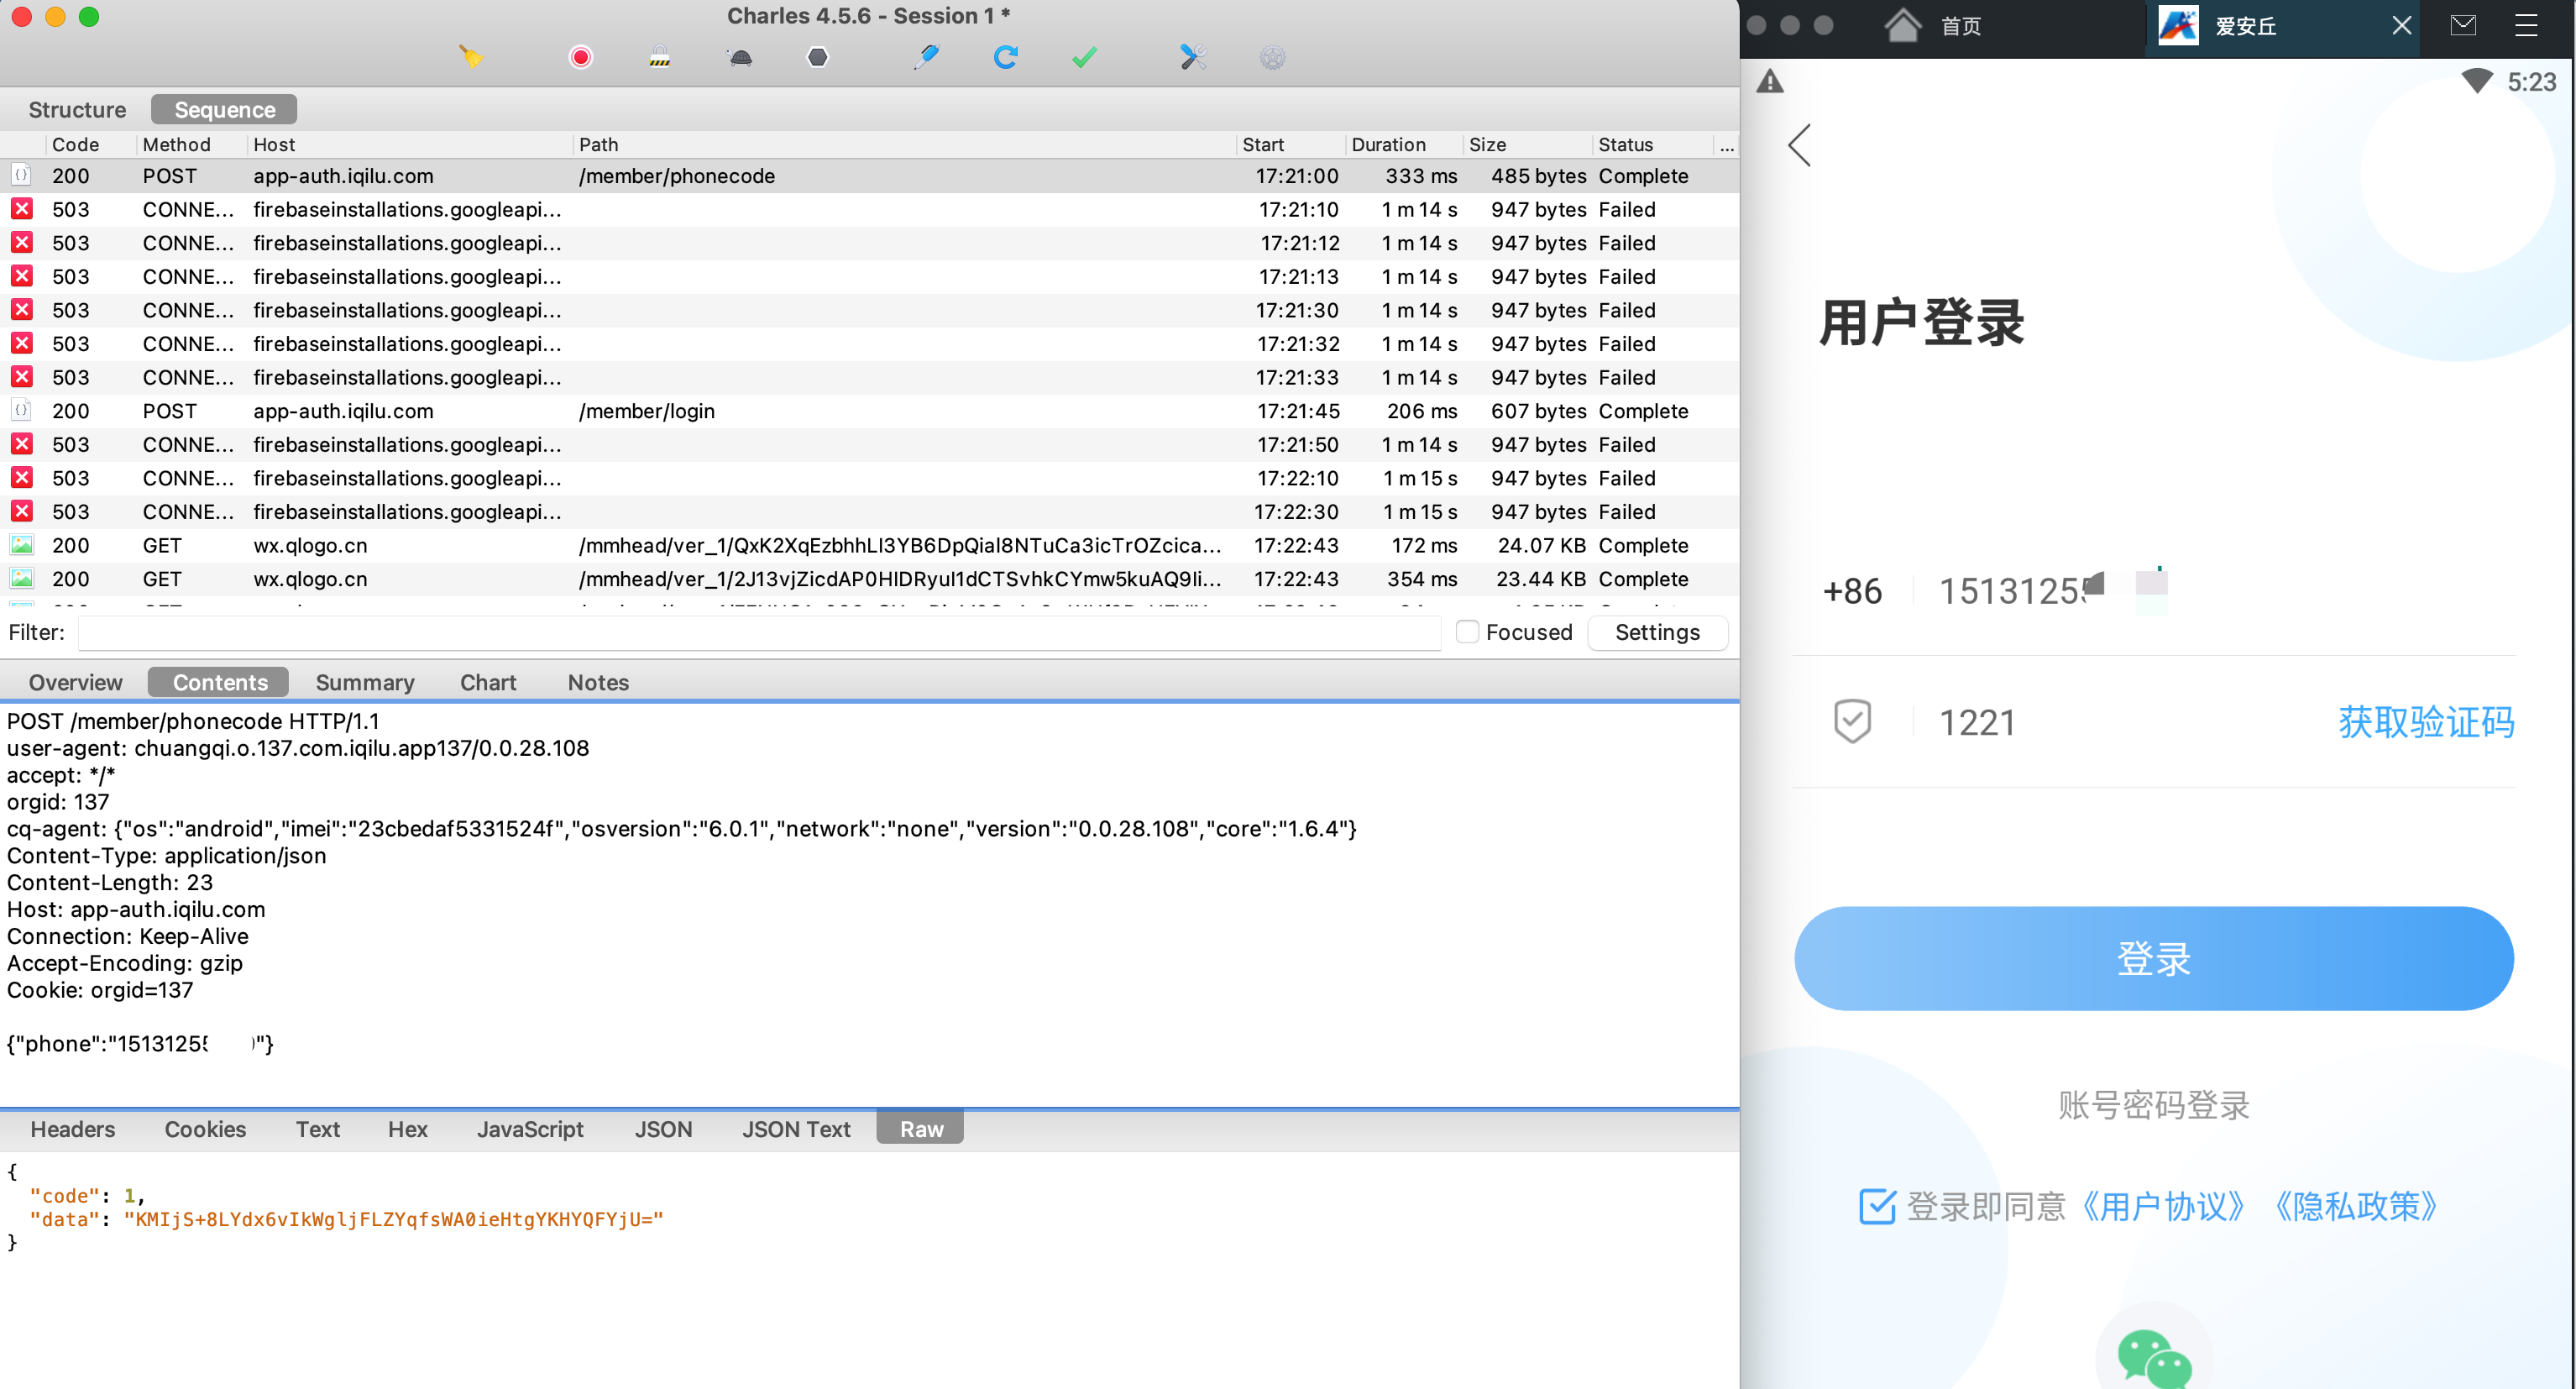 Charles 4.5.6 - Session 1 *
Structure Sequence
Code Method Host Path Start Duration Size Status ...
200 POST app-auth.iqilu.com /member/phonecode 17:21:00 333 ms 485 bytes Complete
503 CONNE... firebaseinstallations.googleapi... 17:21:10 1 m 14 s 947 bytes Failed
503 CONNE... firebaseinstallations.googleapi... 17:21:12 1 m 14 s 947 bytes Failed
503 CONNE... firebaseinstallations.googleapi... 17:21:13 1 m 14 s 947 bytes Failed
503 CONNE... firebaseinstallations.googleapi... 17:21:30 1 m 14 s 947 bytes Failed
503 CONNE... firebaseinstallations.googleapi... 17:21:32 1 m 14 s 947 bytes Failed
503 CONNE... firebaseinstallations.googleapi... 17:21:33 1 m 14 s 947 bytes Failed
200 POST app-auth.iqilu.com /member/login 17:21:45 206 ms 607 bytes Complete
503 CONNE... firebaseinstallations.googleapi... 17:21:50 1 m 14 s 947 bytes Failed
503 CONNE... firebaseinstallations.googleapi... 17:22:10 1 m 15 s 947 bytes Failed
503 CONNE... firebaseinstallations.googleapi... 17:22:30 1 m 15 s 947 bytes Failed
200 GET wx.qlogo.cn 17:22:43 172 ms 24.07 KB Complete
200 GET wx.qlogo.cn 17:22:43 354 ms 23.44 KB Complete
Filter: Focused Settings
Overview Contents Summary Chart Notes
POST /member/phonecode HTTP/1.1
user-agent: chuangqi.o.137.com.iqilu.app137/0.0.28.108
accept: */*
orgid: 137
cq-agent: {"os":"android","imei":"23cbedaf5331524f","osversion":"6.0.1","network":"none","version":"0.0.28.108","core":"1.6.4"}
Content-Type: application/json
Content-Length: 23
Host: app-auth.iqilu.com
Connection: Keep-Alive
Accept-Encoding: gzip
Cookie: orgid=137
{"phone":"1513125 "}
Headers Cookies Text Hex JavaScript JSON JSON Text Raw
{
"code": 1,
"data": "KMIjS+8LYdx6vIkWgljFLZYqfsWA0ieHtgYKHYQFYjU="
}
首页 爱安丘
5:23
用户登录
+86 1513125
1221 获取验证码
登录
账号密码登录
登录即同意《用户协议》《隐私政策》